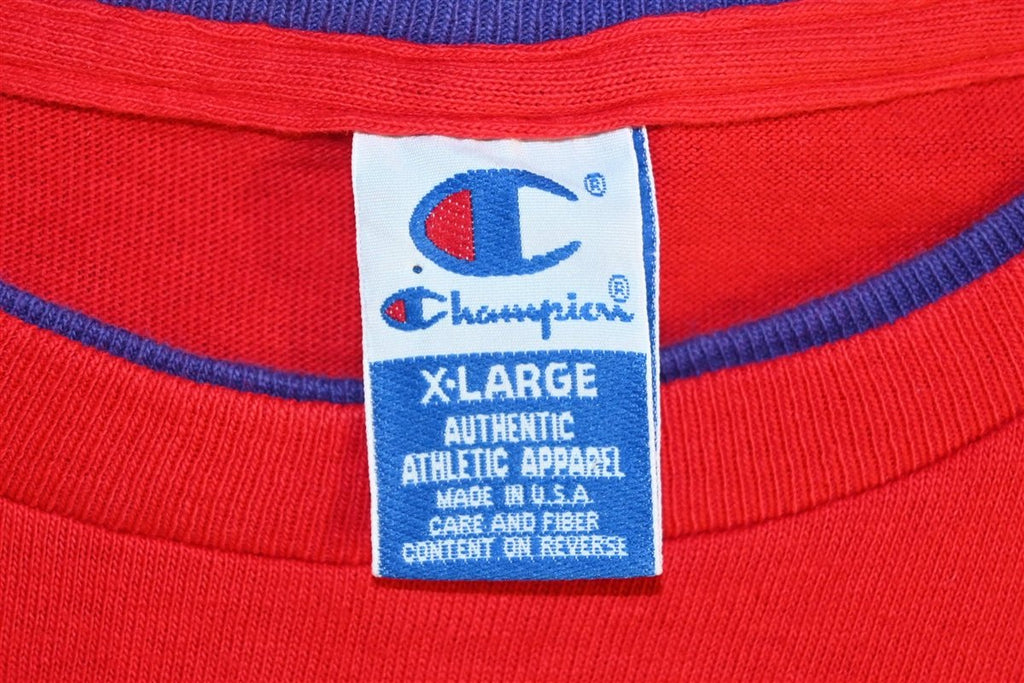 C®
Champion®
X•LARGE
AUTHENTIC
ATHLETIC APPAREL
MADE IN U.S.A.
CARE AND FIBER
CONTENT ON REVERSE